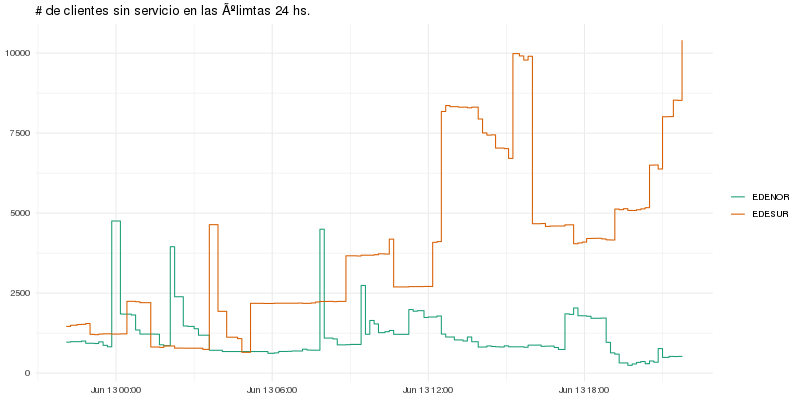 # de clientes sin servicio en las Ãºlimtas 24 hs.
10000
7500
5000
2500
0
Jun 13 00:00
Jun 13 06:00
Jun 13 12:00
Jun 13 18:00
EDENOR
EDESUR